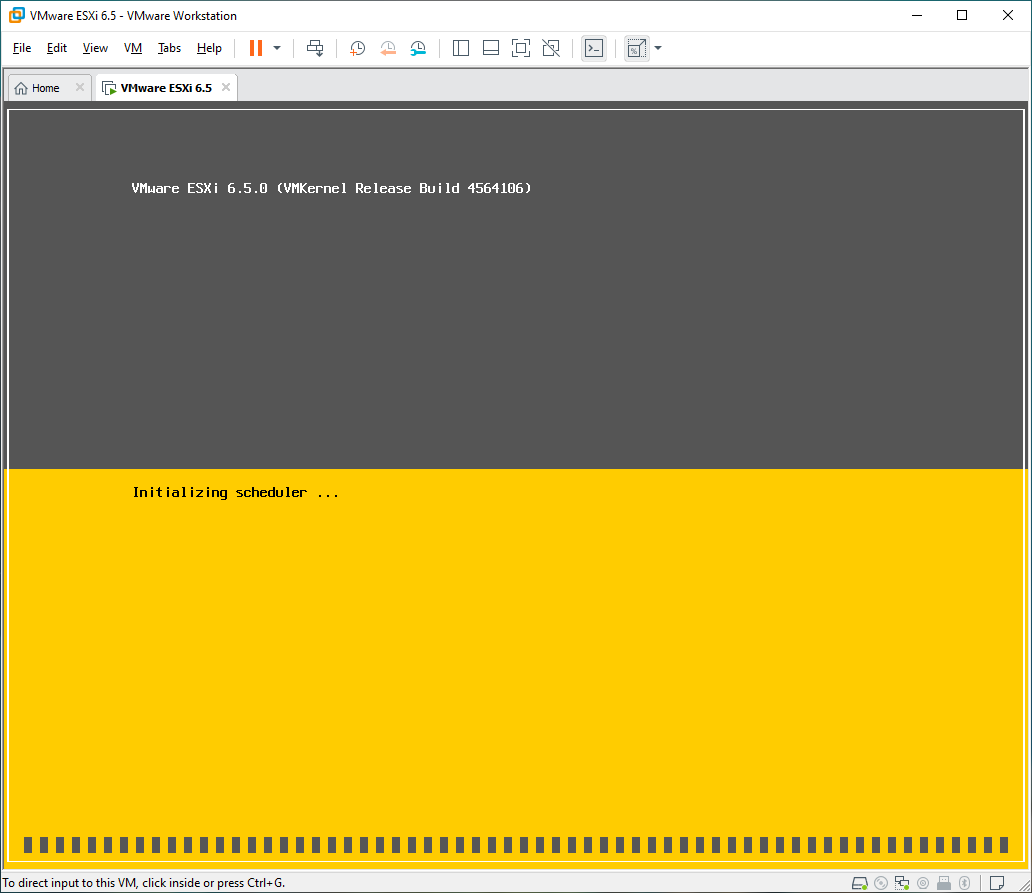 VMware ESXi 6.5 - VMware Workstation
File Edit View VM Tabs Help
Home VMware ESXi 6.5
VMware ESXi 6.5.0 (VMKernel Release Build 4564106)
Initializing scheduler ...
To direct input to this VM, click inside or press Ctrl+G.